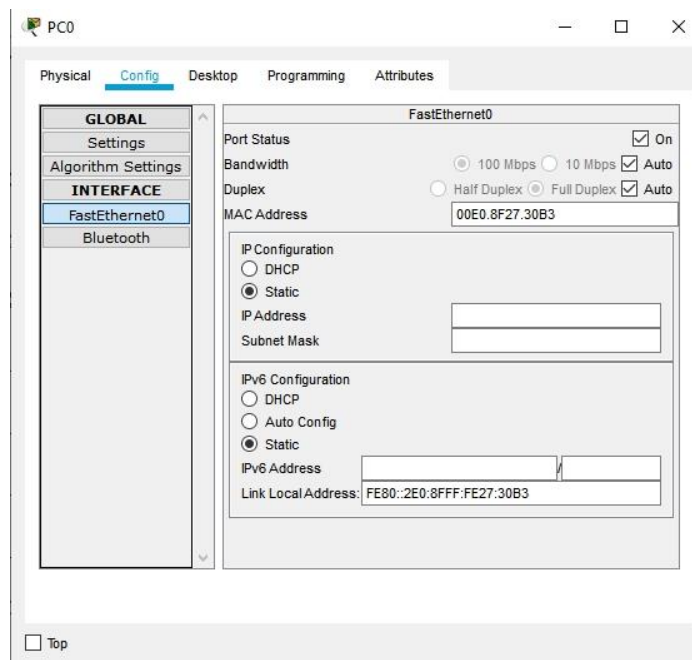 PC0
Physical Config Desktop Programming Attributes
GLOBAL
Settings
Algorithm Settings
INTERFACE
FastEthernet0
Bluetooth
FastEthernet0
Port Status On
Bandwidth 100 Mbps 10 Mbps Auto
Duplex Half Duplex Full Duplex Auto
MAC Address 00E0.8F27.30B3
IP Configuration
DHCP
Static
IP Address
Subnet Mask
IPv6 Configuration
DHCP
Auto Config
Static
IPv6 Address /
Link Local Address: FE80::2E0:8FFF:FE27:30B3
Top